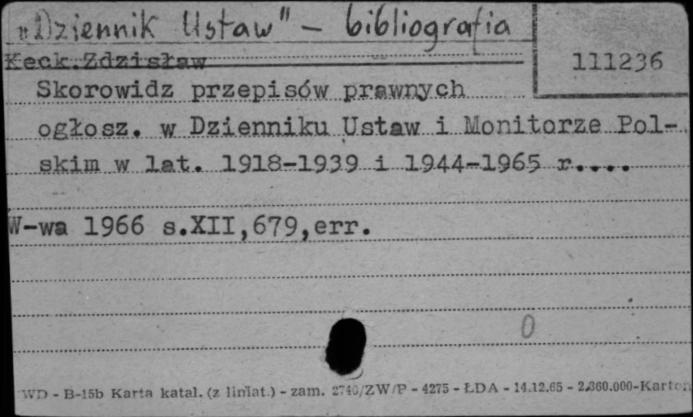 „Dziennik Ustaw" - bibliografia
Keck.Zdzisław
111236
Skorowidz przepisów prawnych
ogłosz. w Dzienniku Ustaw i Monitorze Pol-
skim w lat. 1918-1939 i 1944-1965 r....
W-wa 1966 s.XII,679,err.
0
WD - B-15b Karta katal. (z liniat.) - zam. 2746/ZW/P - 4275 - ŁDA - 14.12.65 - 2.360.000-Karton